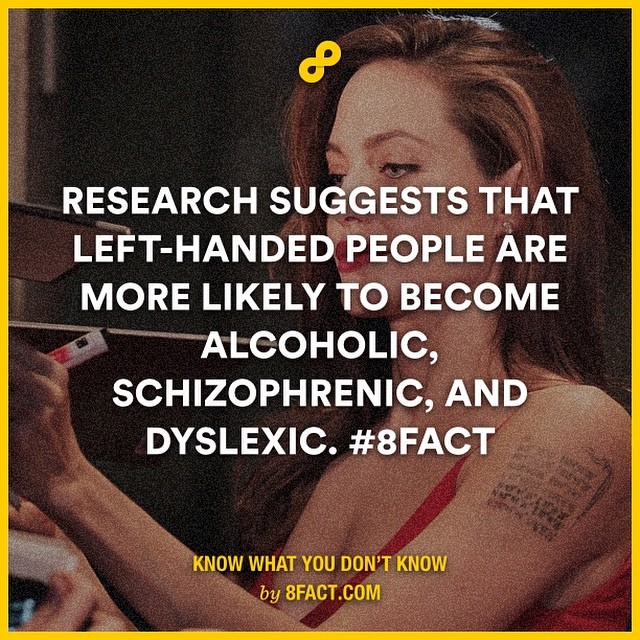 RESEARCH SUGGESTS THAT
LEFT-HANDED PEOPLE ARE
MORE LIKELY TO BECOME
ALCOHOLIC,
SCHIZOPHRENIC, AND
DYSLEXIC. #8FACT
KNOW WHAT YOU DON'T KNOW
by 8FACT.COM